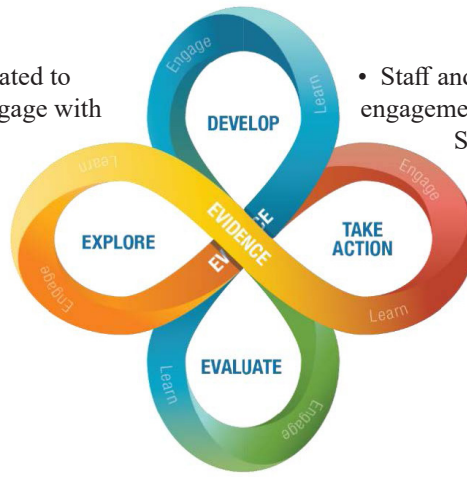 Engage
Learn
ated to
gage with
• Staff and
engagemen
S
DEVELOP
Learn
Engage
EVIDENCE
EXPLORE
TAKE
ACTION
Engage
Learn
EVALUATE
Learn
Engage